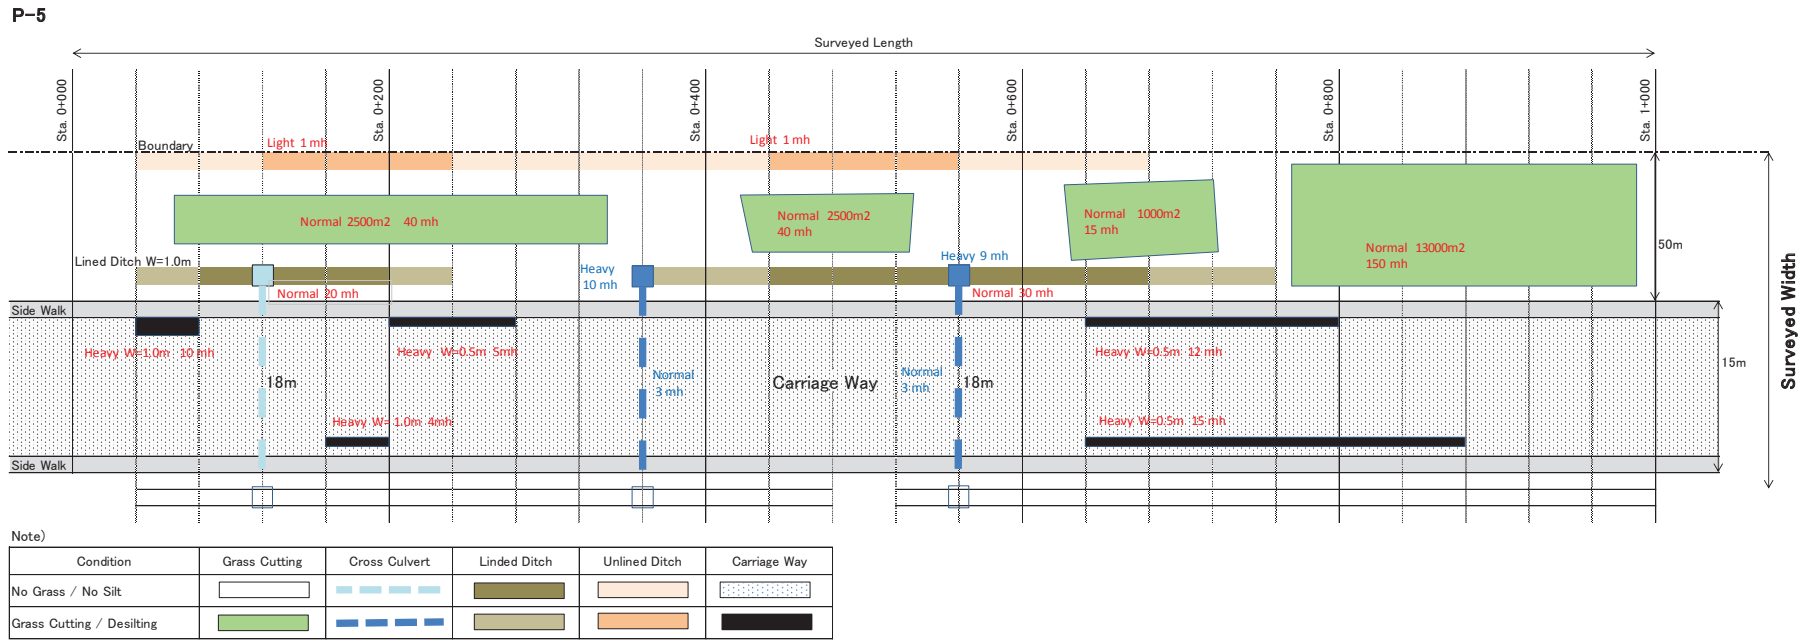 P-5
Surveyed Length
Sta. 0+000
Sta. 0+200
Sta. 0+400
Sta. 0+600
Sta. 0+800
Sta. 1+000
Boundary
Light 1 mh
Light 1 mh
Normal 2500m2 40 mh
Normal 2500m2
40 mh
Normal 1000m2
15 mh
Normal 13000m2
150 mh
50m
Lined Ditch W=1.0m
Heavy
10 mh
Heavy 9 mh
Normal 20 mh
Normal 30 mh
Surveyed Width
Side Walk
Heavy W=1.0m 10 mh
Heavy W=0.5m 5mh
Heavy W=0.5m 12 mh
15m
18m
Normal
3 mh
Carriage Way
Normal
3 mh
18m
Heavy W= 1.0m 4mh
Heavy W=0.5m 15 mh
Side Walk
Note)
Condition Grass Cutting Cross Culvert Linded Ditch Unlined Ditch Carriage Way
No Grass / No Silt
Grass Cutting / Desilting